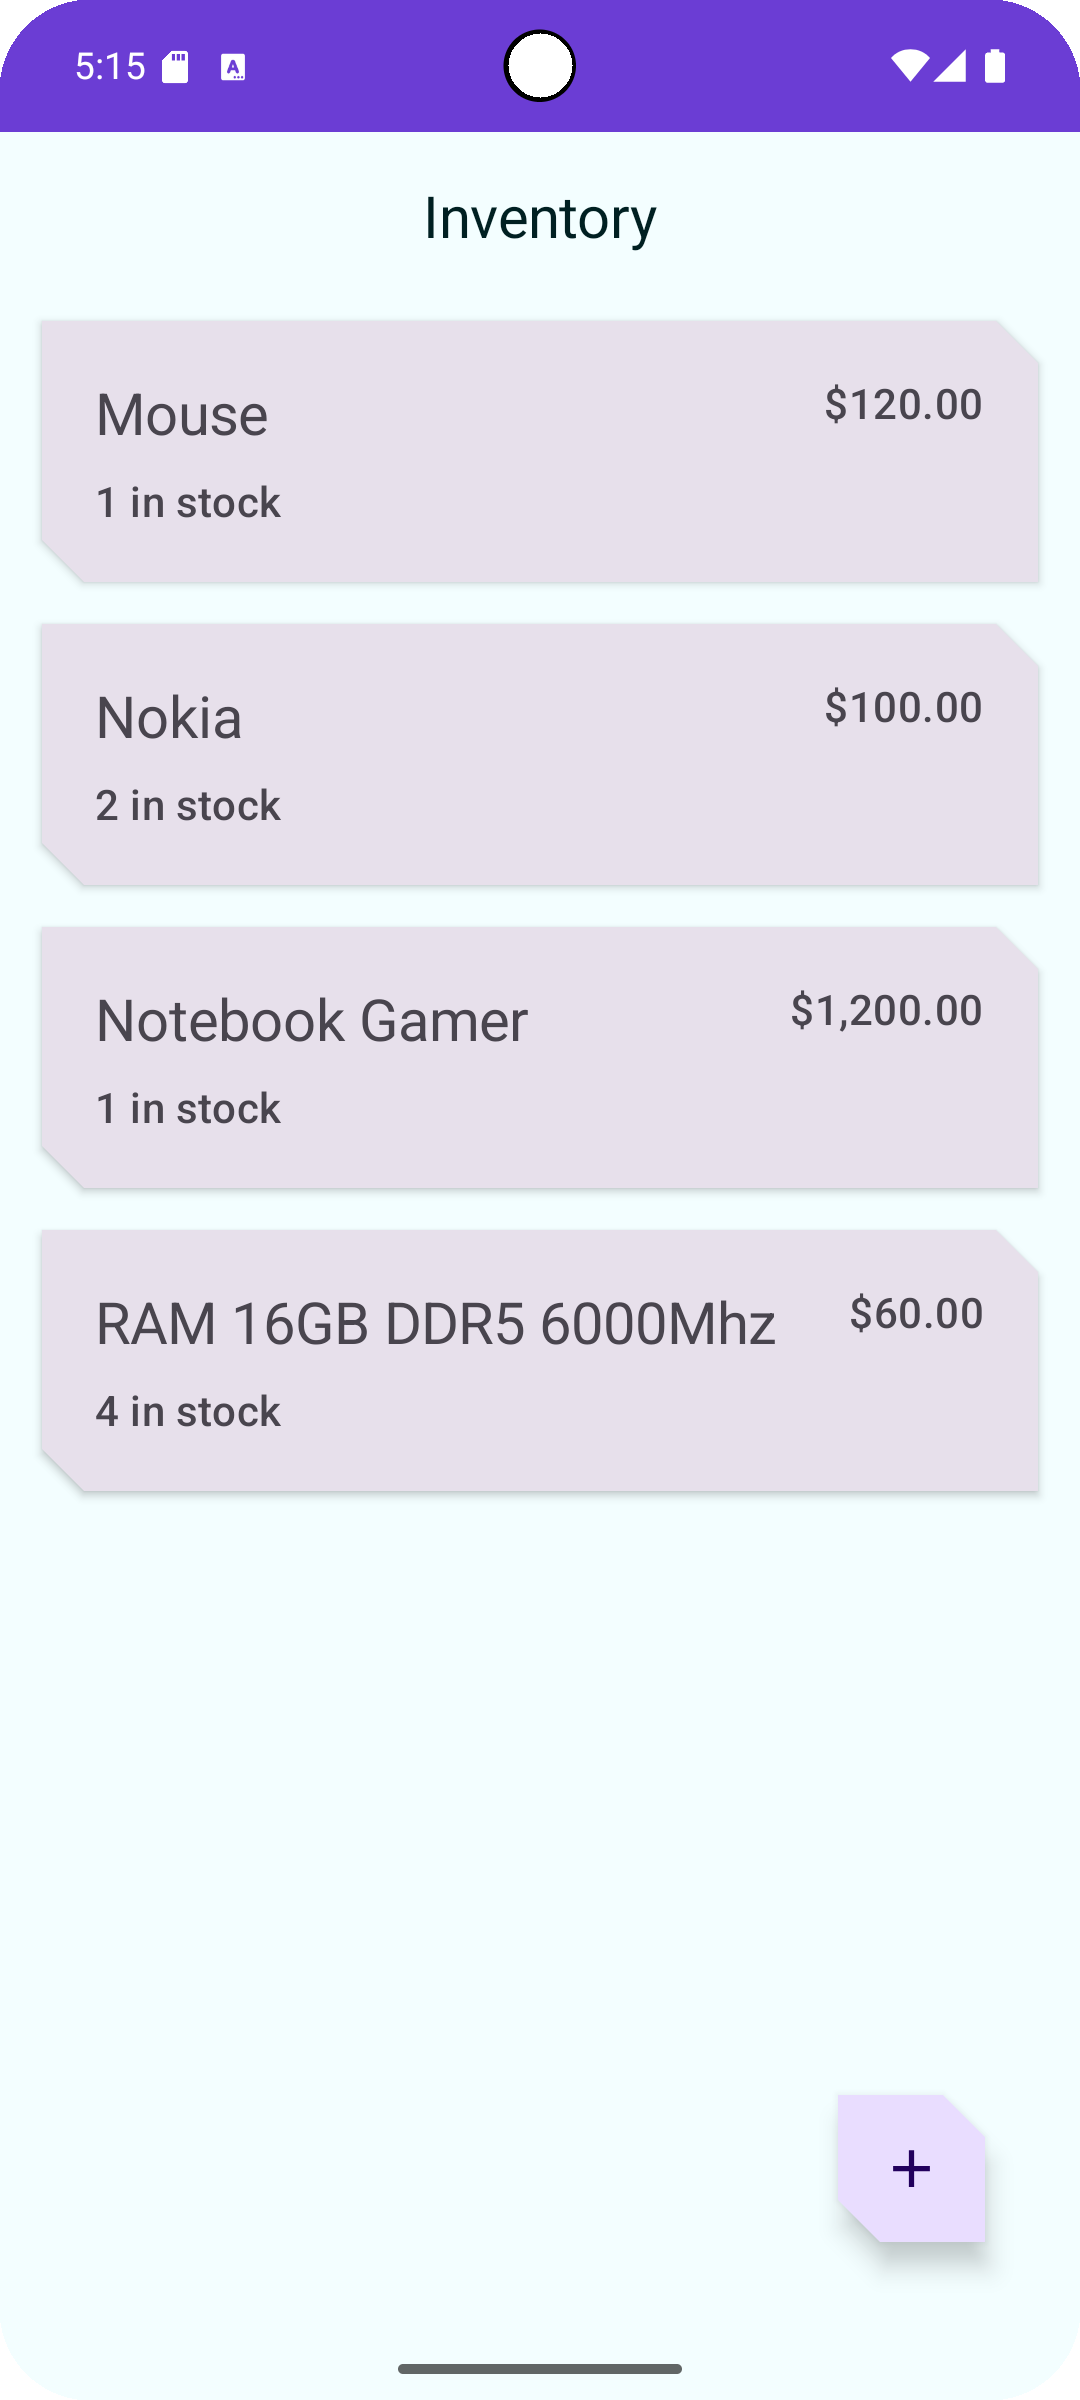 5:15
Inventory
Mouse
$120.00
1 in stock
Nokia
$100.00
2 in stock
Notebook Gamer
$1,200.00
1 in stock
RAM 16GB DDR5 6000Mhz
$60.00
4 in stock
+